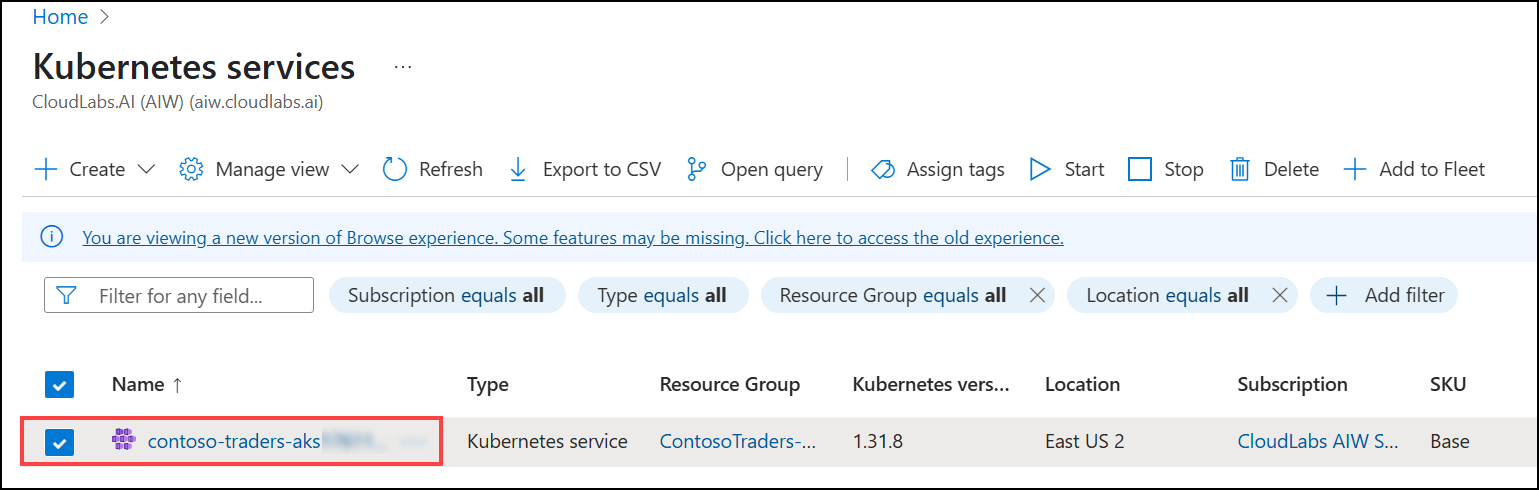 Home >
Kubernetes services ...
CloudLabs.AI (AIW) (aiw.cloudlabs.ai)
Create Manage view Refresh Export to CSV Open query Assign tags Start Stop Delete Add to Fleet
You are viewing a new version of Browse experience. Some features may be missing. Click here to access the old experience.
Filter for any field... Subscription equals all Type equals all Resource Group equals all Location equals all Add filter
Name ↑ Type Resource Group Kubernetes vers... Location Subscription SKU
contoso-traders-aks Kubernetes service ContosoTraders-... 1.31.8 East US 2 CloudLabs AIW S... Base